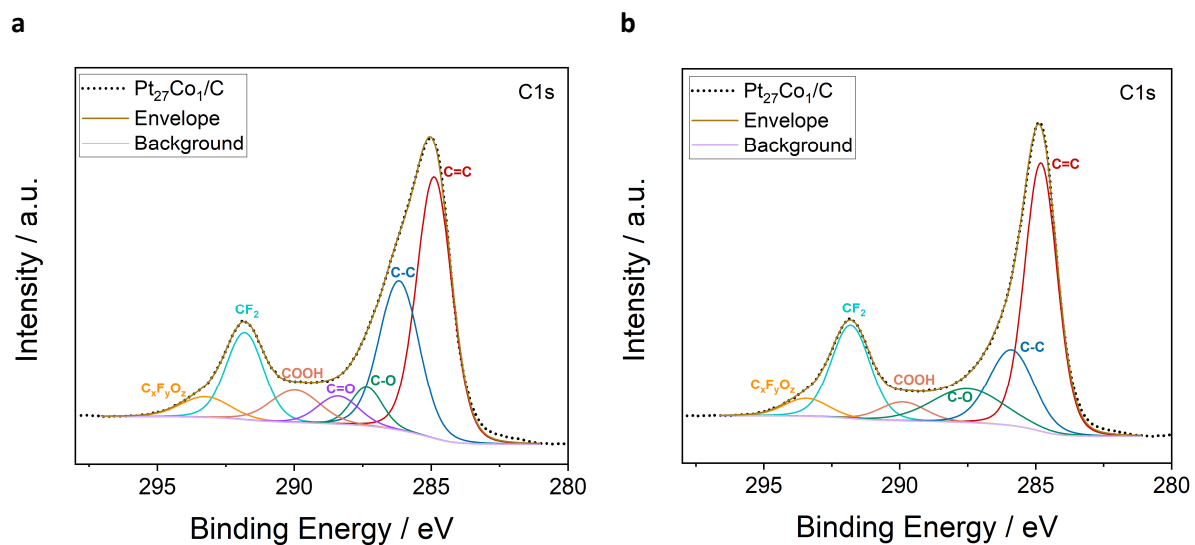 a
Pt27Co1/C
Envelope
Background
C1s
C=C
C-C
CF2
COOH
C-O
C=O
CxFyOz
Intensity / a.u.
295
290
285
280
Binding Energy / eV
b
Pt27Co1/C
Envelope
Background
C1s
C=C
CF2
C-C
COOH
CxFyOz
C-O
Intensity / a.u.
295
290
285
280
Binding Energy / eV